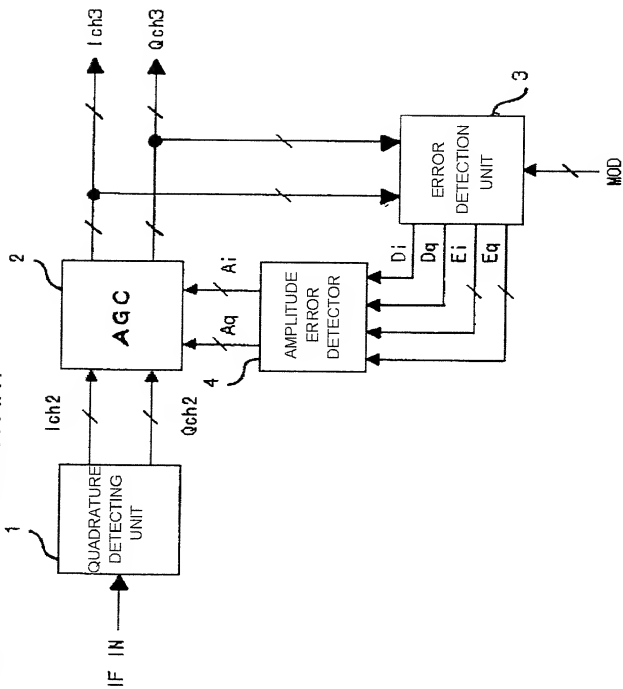 IF IN
1
QUADRATURE
DETECTING
UNIT
Ich2
Qch2
2
AGC
Ich3
Qch3
Aq
Ai
4
AMPLITUDE
ERROR
DETECTOR
Di
Dq
Ei
Eq
3
ERROR
DETECTION
UNIT
MOD